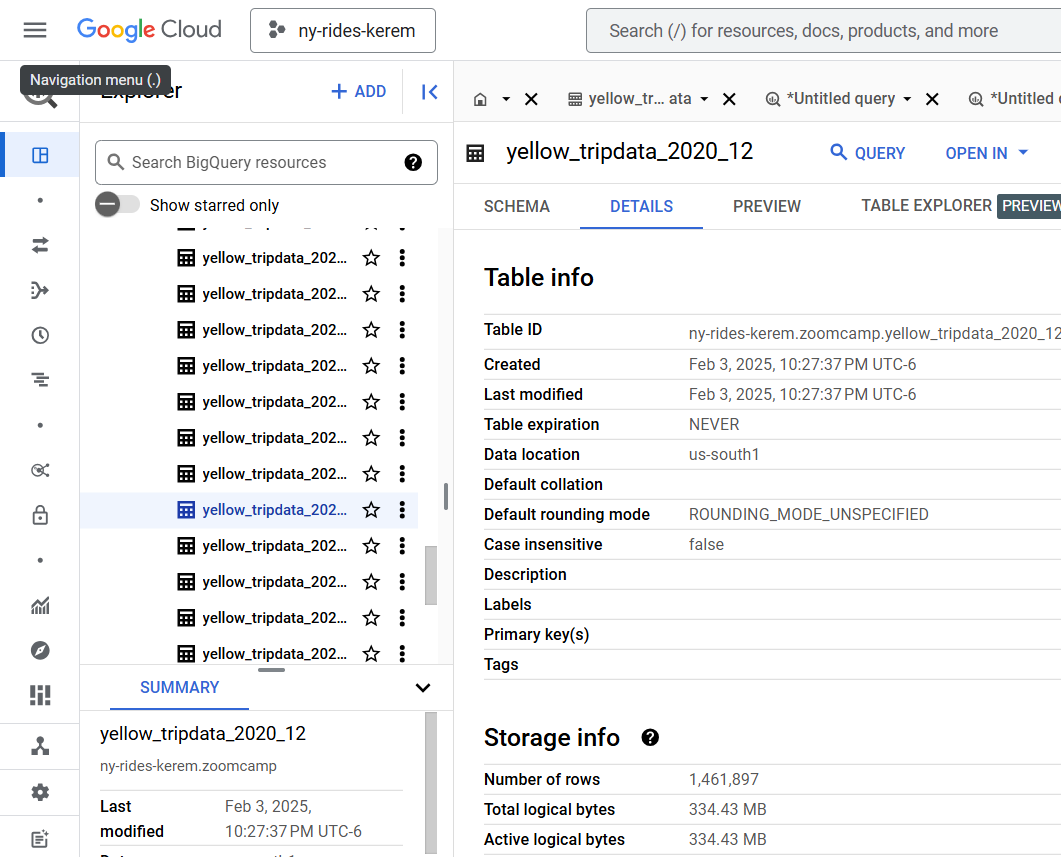 Google Cloud
ny-rides-kerem
Search (/) for resources, docs, products, and more
Navigation menu (.)
Explorer
+ ADD
yellow_tr... ata
*Untitled query
*Untitled
Search BigQuery resources
yellow_tripdata_2020_12
QUERY
OPEN IN
Show starred only
SCHEMA
DETAILS
PREVIEW
TABLE EXPLORER
PREVIEW
yellow_tripdata_202...
yellow_tripdata_202...
yellow_tripdata_202...
yellow_tripdata_202...
yellow_tripdata_202...
yellow_tripdata_202...
yellow_tripdata_202...
yellow_tripdata_202...
yellow_tripdata_202...
yellow_tripdata_202...
yellow_tripdata_202...
yellow_tripdata_202...
SUMMARY
yellow_tripdata_2020_12
ny-rides-kerem.zoomcamp
Last modified Feb 3, 2025, 10:27:37 PM UTC-6
Table info
Table ID ny-rides-kerem.zoomcamp.yellow_tripdata_2020_12
Created Feb 3, 2025, 10:27:37 PM UTC-6
Last modified Feb 3, 2025, 10:27:37 PM UTC-6
Table expiration NEVER
Data location us-south1
Default collation
Default rounding mode ROUNDING_MODE_UNSPECIFIED
Case insensitive false
Description
Labels
Primary key(s)
Tags
Storage info
Number of rows 1,461,897
Total logical bytes 334.43 MB
Active logical bytes 334.43 MB